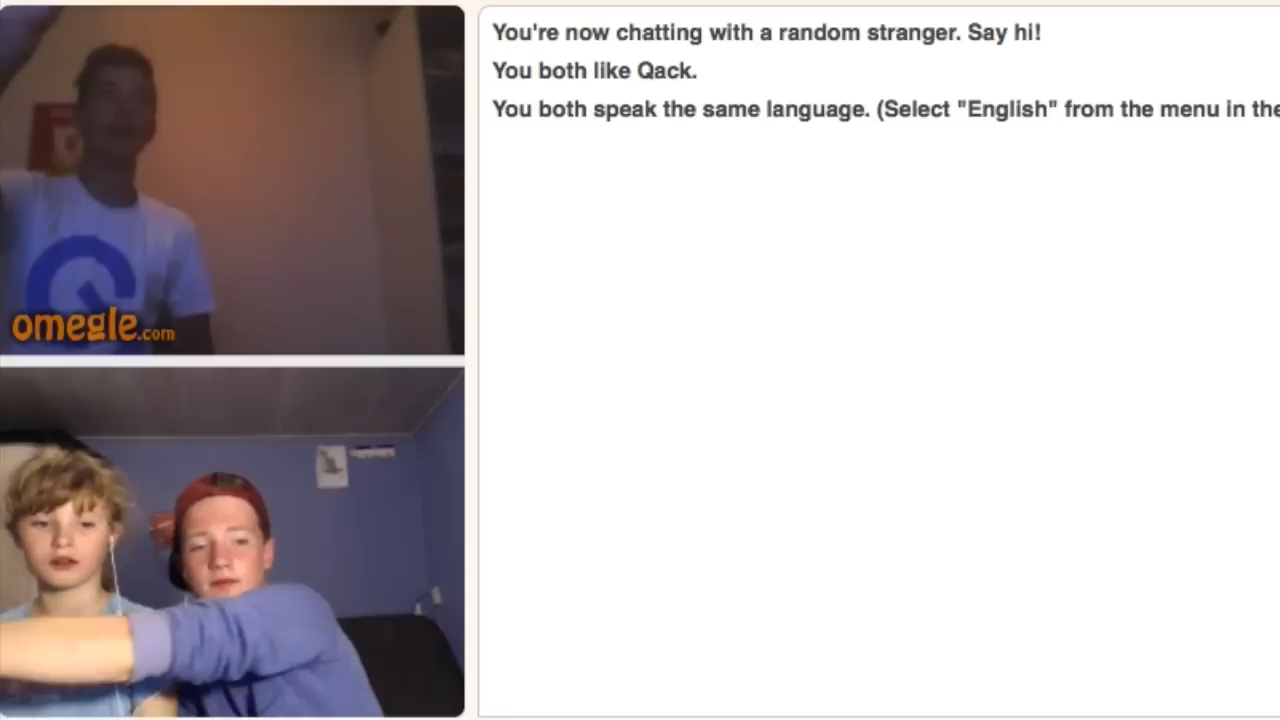 You're now chatting with a random stranger. Say hi!
You both like Qack.
You both speak the same language. (Select "English" from the menu in the
omegle.com